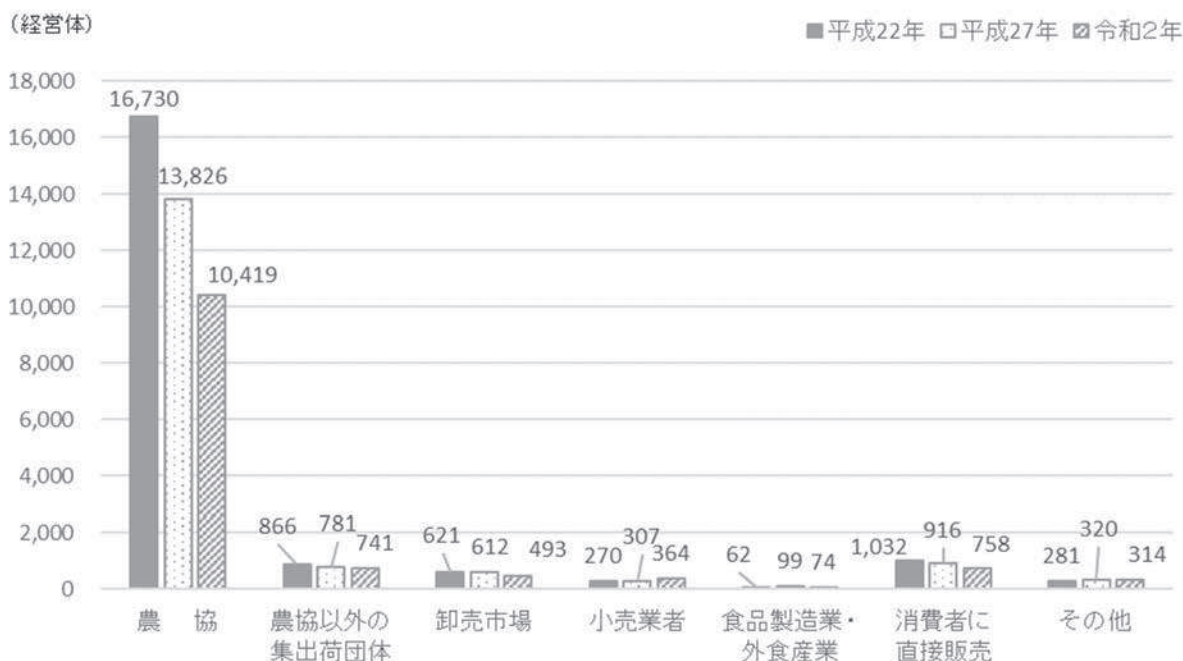 (経営体)
■平成22年 □平成27年 ▨令和2年
18,000
16,000
14,000
12,000
10,000
8,000
6,000
4,000
2,000
0
16,730
13,826
10,419
866
781
741
621
612
493
270
307
364
62
99
74
1,032
916
758
281
320
314
農 協
農協以外の
集出荷団体
卸売市場
小売業者
食品製造業・
外食産業
消費者に
直接販売
その他